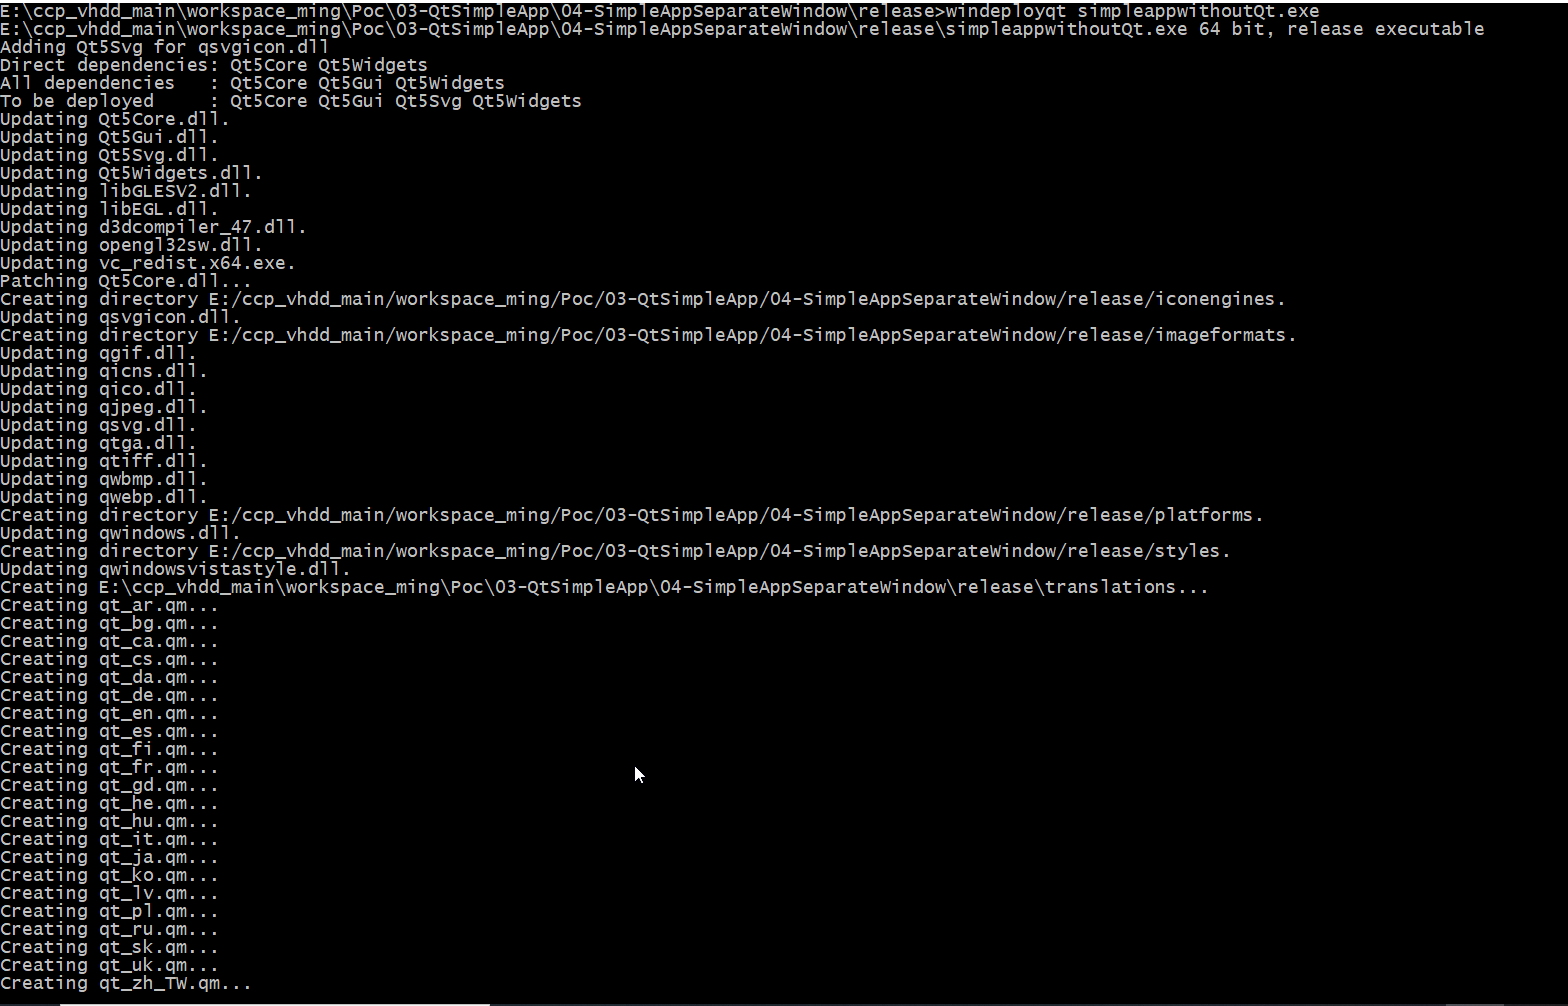 E:\ccp_vhdd_main\workspace_ming\Poc\03-QtSimpleApp\04-SimpleAppSeparateWindow\release>windeployqt simpleappwithoutQt.exe
E:\ccp_vhdd_main\workspace_ming\Poc\03-QtSimpleApp\04-SimpleAppSeparateWindow\release\simpleappwithoutQt.exe 64 bit, release executable
Adding Qt5Svg for qsvgicon.dll
Direct dependencies: Qt5Core Qt5Widgets
All dependencies   : Qt5Core Qt5Gui Qt5Widgets
To be deployed     : Qt5Core Qt5Gui Qt5Svg Qt5Widgets
Updating Qt5Core.dll.
Updating Qt5Gui.dll.
Updating Qt5Svg.dll.
Updating Qt5Widgets.dll.
Updating libGLESV2.dll.
Updating libEGL.dll.
Updating d3dcompiler_47.dll.
Updating opengl32sw.dll.
Updating vc_redist.x64.exe.
Patching Qt5Core.dll...
Creating directory E:/ccp_vhdd_main/workspace_ming/Poc/03-QtSimpleApp/04-SimpleAppSeparateWindow/release/iconengines.
Updating qsvgicon.dll.
Creating directory E:/ccp_vhdd_main/workspace_ming/Poc/03-QtSimpleApp/04-SimpleAppSeparateWindow/release/imageformats.
Updating qgif.dll.
Updating qicns.dll.
Updating qico.dll.
Updating qjpeg.dll.
Updating qsvg.dll.
Updating qtga.dll.
Updating qtiff.dll.
Updating qwbmp.dll.
Updating qwebp.dll.
Creating directory E:/ccp_vhdd_main/workspace_ming/Poc/03-QtSimpleApp/04-SimpleAppSeparateWindow/release/platforms.
Updating qwindows.dll.
Creating directory E:/ccp_vhdd_main/workspace_ming/Poc/03-QtSimpleApp/04-SimpleAppSeparateWindow/release/styles.
Updating qwindowsvistastyle.dll.
Creating E:\ccp_vhdd_main\workspace_ming\Poc\03-QtSimpleApp\04-SimpleAppSeparateWindow\release\translations...
Creating qt_ar.qm...
Creating qt_bg.qm...
Creating qt_ca.qm...
Creating qt_cs.qm...
Creating qt_da.qm...
Creating qt_de.qm...
Creating qt_en.qm...
Creating qt_es.qm...
Creating qt_fi.qm...
Creating qt_fr.qm...
Creating qt_gd.qm...
Creating qt_he.qm...
Creating qt_hu.qm...
Creating qt_it.qm...
Creating qt_ja.qm...
Creating qt_ko.qm...
Creating qt_lv.qm...
Creating qt_pl.qm...
Creating qt_ru.qm...
Creating qt_sk.qm...
Creating qt_uk.qm...
Creating qt_zh_TW.qm...